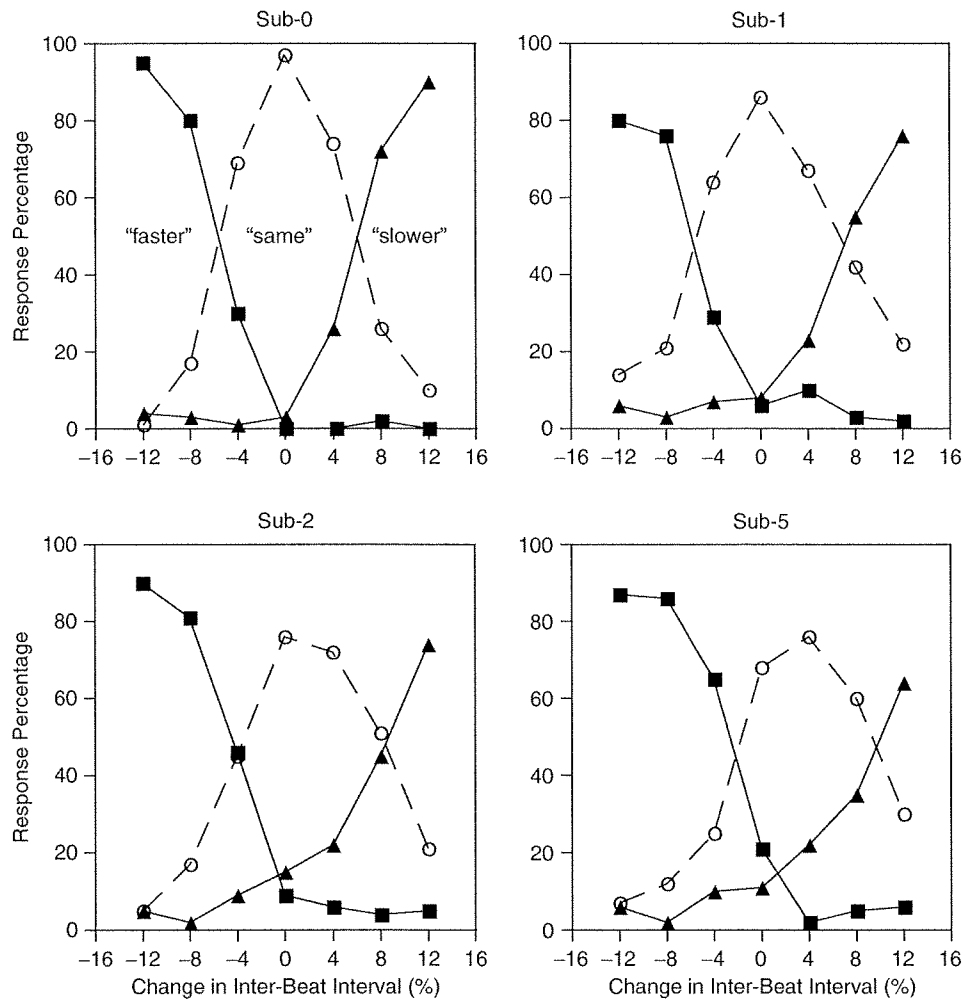 Sub-0
Sub-1
Response Percentage
100
80
60
40
20
0
"faster"
"same"
"slower"
−16 −12 −8 −4 0 4 8 12 16
100
80
60
40
20
0
−16 −12 −8 −4 0 4 8 12 16
Sub-2
Sub-5
Response Percentage
100
80
60
40
20
0
−16 −12 −8 −4 0 4 8 12 16
Change in Inter-Beat Interval (%)
100
80
60
40
20
0
−16 −12 −8 −4 0 4 8 12 16
Change in Inter-Beat Interval (%)